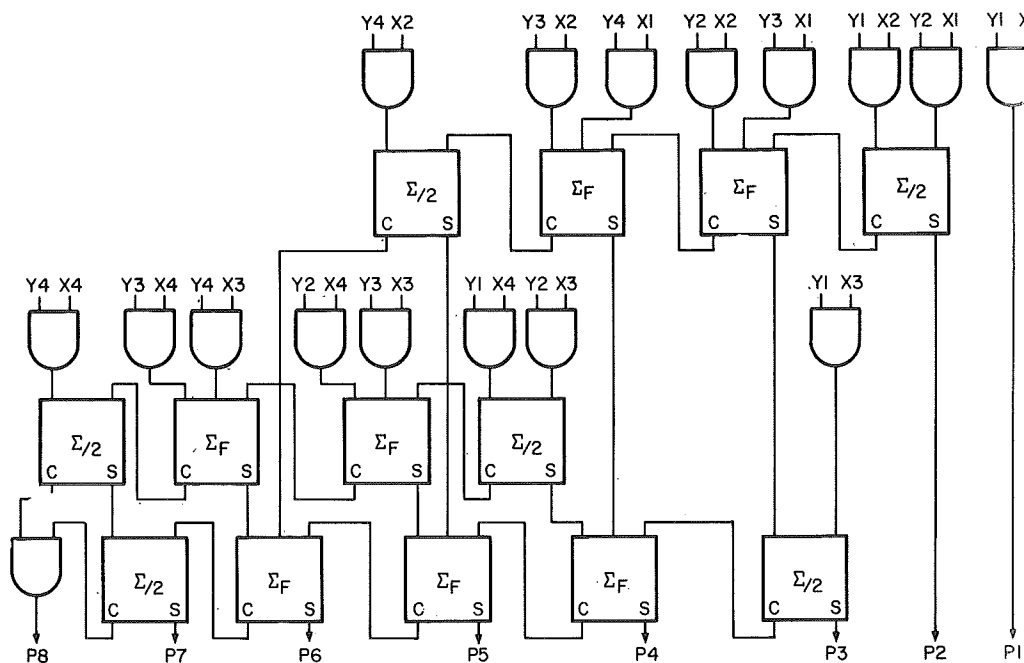 Y4 X2 Y3 X2 Y4 X1 Y2 X2 Y3 X1 Y1 X2 Y2 X1 Y1 X
Σ/2 ΣF ΣF Σ/2
C S C S C S C S
Y4 X4 Y3 X4 Y4 X3 Y2 X4 Y3 X3 Y1 X4 Y2 X3 Y1 X3
Σ/2 ΣF ΣF Σ/2
C S C S C S C S
Σ/2 ΣF ΣF ΣF Σ/2
C S C S C S C S C S
P8 P7 P6 P5 P4 P3 P2 P1